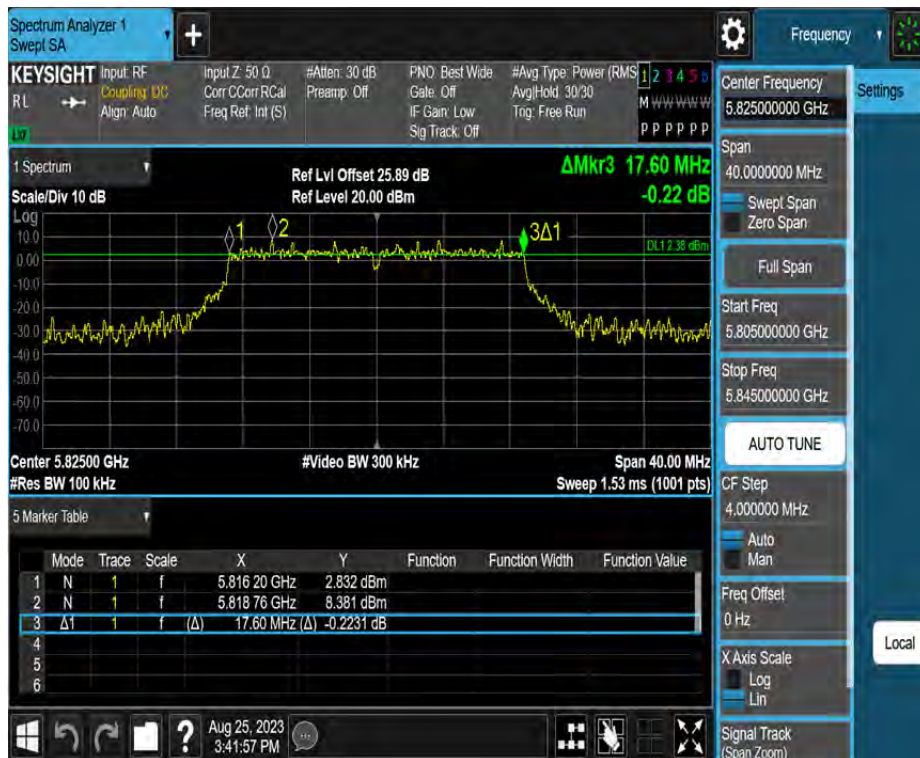 Spectrum Analyzer 1
Swept SA
Frequency
KEYSIGHT
RL
LXI
Input: RF
Coupling: DC
Align: Auto
Input Z: 50 Ω
Corr CCorr RCal
Freq Ref: Int (S)
#Atten: 30 dB
Preamp: Off
PNO: Best Wide
Gate: Off
IF Gain: Low
Sig Track: Off
#Avg Type: Power (RMS
Avg|Hold: 30/30
Trig: Free Run
1 2 3 4 5 6
M W W W W W
P P P P P P
1 Spectrum
Scale/Div 10 dB
Ref Lvl Offset 25.89 dB
Ref Level 20.00 dBm
ΔMkr3 17.60 MHz
-0.22 dB
Log
10.0
0.00
-10.0
-20.0
-30.0
-40.0
-50.0
-60.0
-70.0
1
2
3Δ1
DL1 2.38 dBm
Center 5.82500 GHz
#Res BW 100 kHz
#Video BW 300 kHz
Span 40.00 MHz
Sweep 1.53 ms (1001 pts)
5 Marker Table
Mode Trace Scale X Y Function Function Width Function Value
1 N 1 f 5.816 20 GHz 2.832 dBm
2 N 1 f 5.818 76 GHz 8.381 dBm
3 Δ1 1 f (Δ) 17.60 MHz (Δ) -0.2231 dB
4
5
6
?
Aug 25, 2023
3:41:57 PM
Center Frequency
5.825000000 GHz
Span
40.0000000 MHz
Swept Span
Zero Span
Full Span
Start Freq
5.805000000 GHz
Stop Freq
5.845000000 GHz
AUTO TUNE
CF Step
4.000000 MHz
Auto
Man
Freq Offset
0 Hz
X Axis Scale
Log
Lin
Signal Track
(Span Zoom)
Settings
Local